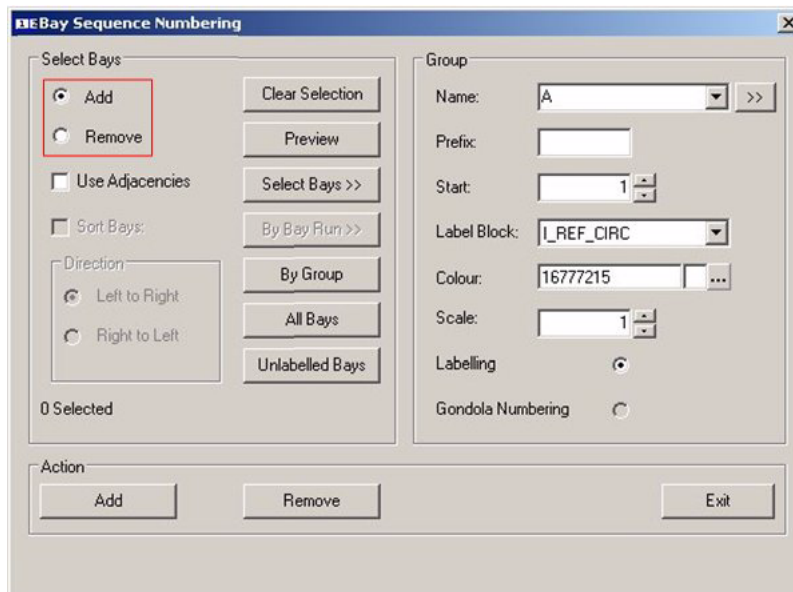 Bay Sequence Numbering
Select Bays
Add
Remove
Use Adjacencies
Sort Bays:
Direction
Left to Right
Right to Left
0 Selected
Clear Selection
Preview
Select Bays >>
By Bay Run >>
By Group
All Bays
Unlabelled Bays
Group
Name: A >>
Prefix:
Start: 1
Label Block: I_REF_CIRC
Colour: 16777215 ...
Scale: 1
Labelling
Gondola Numbering
Action
Add Remove Exit